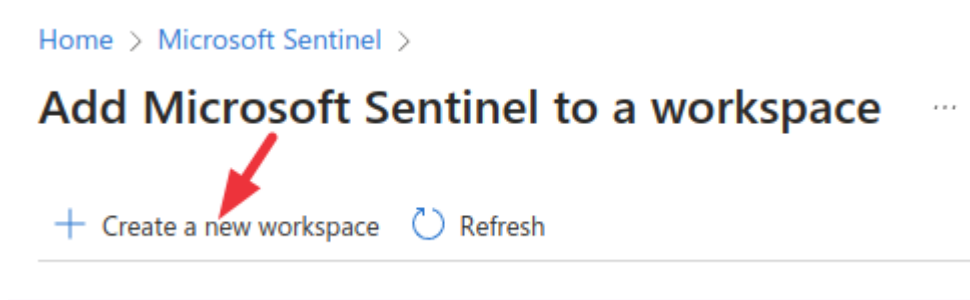 Home > Microsoft Sentinel >
Add Microsoft Sentinel to a workspace ...
+ Create a new workspace Refresh